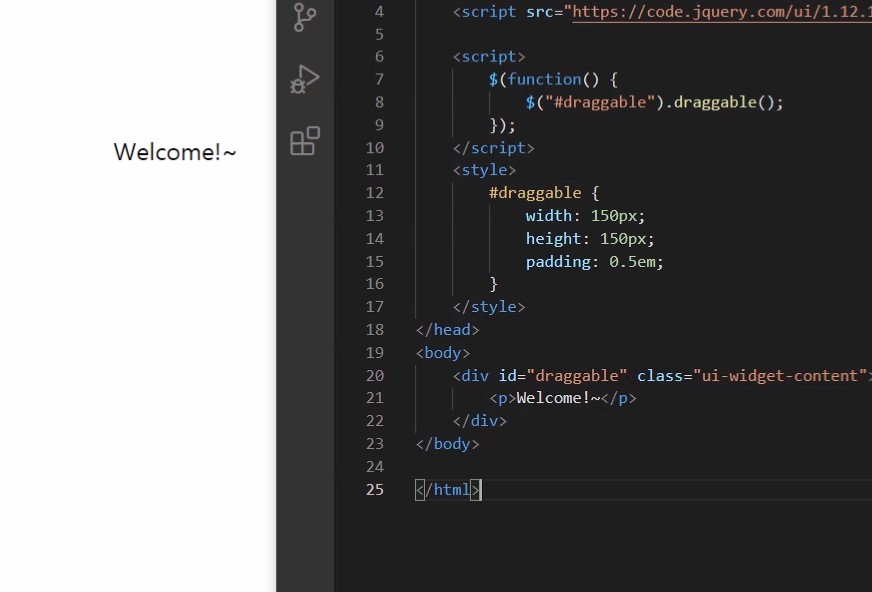 Welcome!~
4 <script src="https://code.jquery.com/ui/1.12.1
5
6 <script>
7 $(function() {
8 $("#draggable").draggable();
9 });
10 </script>
11 <style>
12 #draggable {
13 width: 150px;
14 height: 150px;
15 padding: 0.5em;
16 }
17 </style>
18 </head>
19 <body>
20 <div id="draggable" class="ui-widget-content">
21 <p>Welcome!~</p>
22 </div>
23 </body>
24
25 </html>